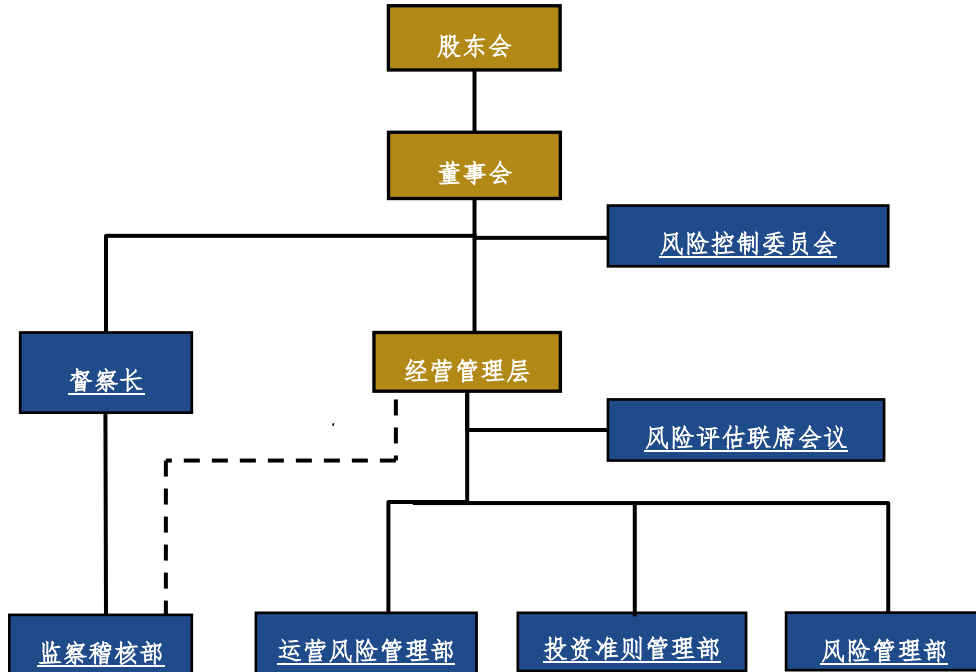 股东会
董事会
风险控制委员会
督察长
经营管理层
风险评估联席会议
监察稽核部
运营风险管理部
投资准则管理部
风险管理部